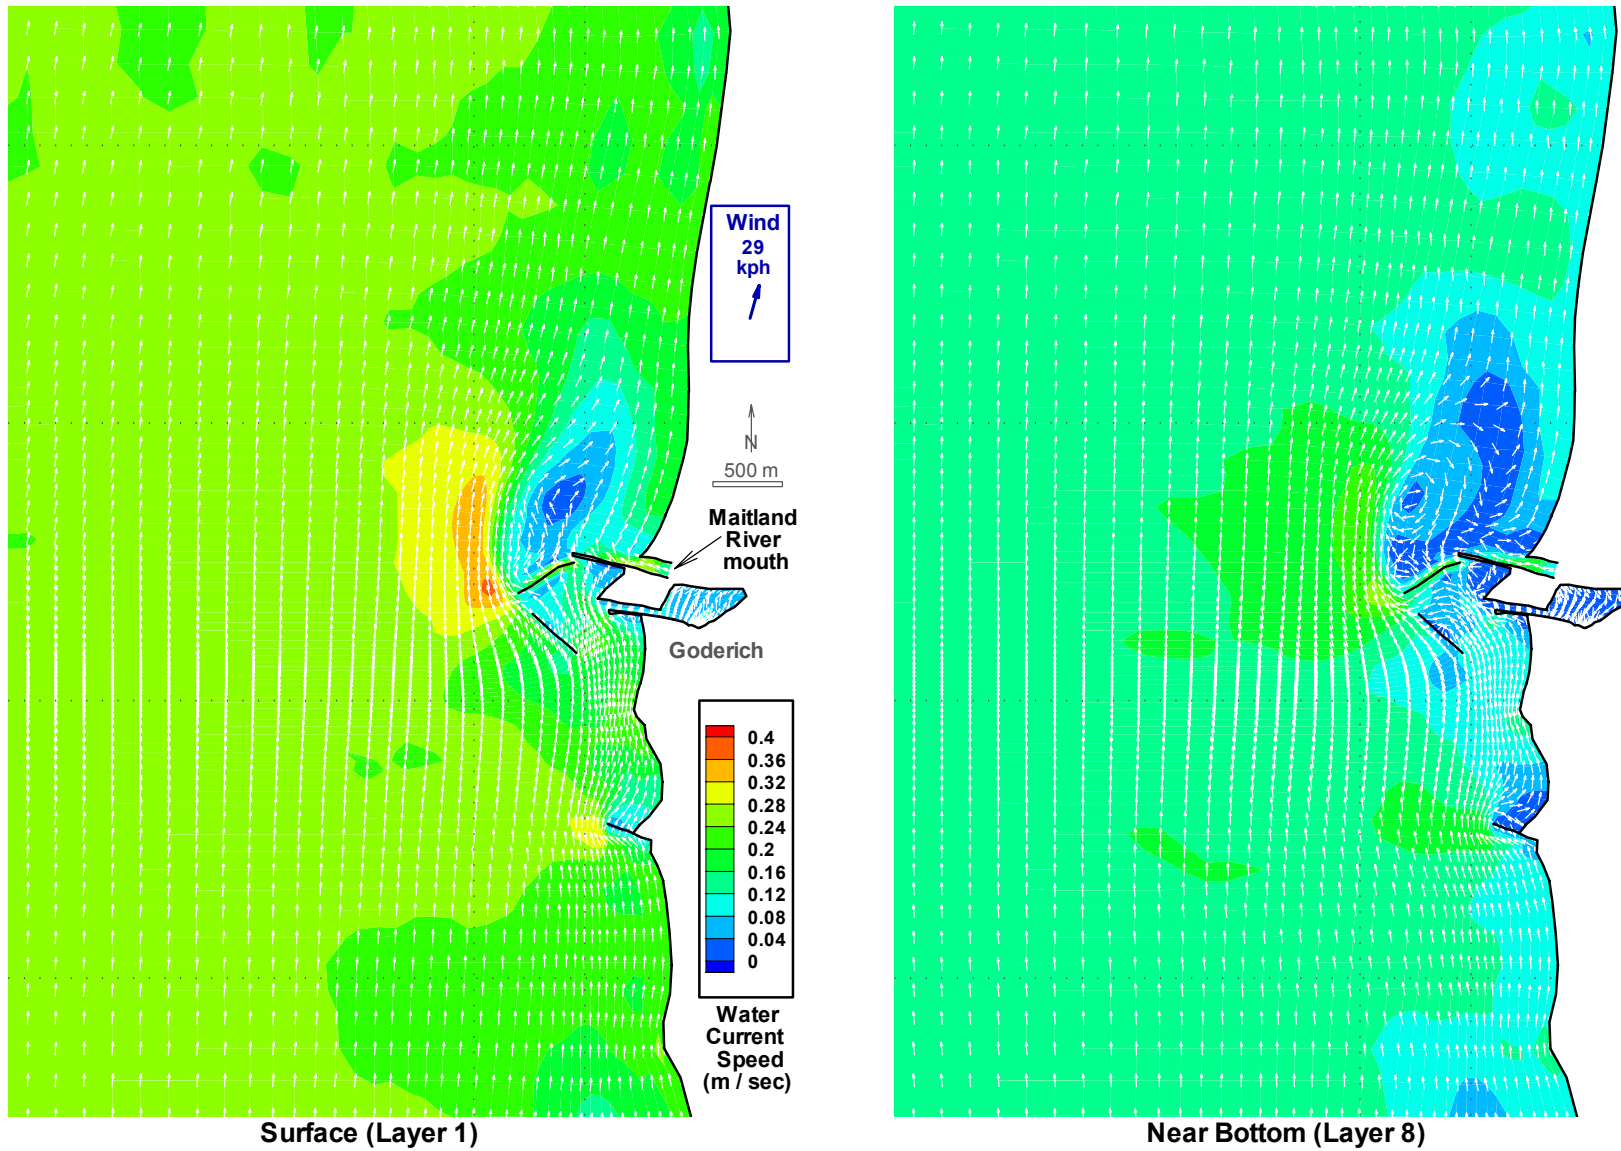 Wind
29
kph
N
500 m
Maitland
River
mouth
Goderich
0.4
0.36
0.32
0.28
0.24
0.2
0.16
0.12
0.08
0.04
0
Water
Current
Speed
(m / sec)
Surface (Layer 1)
Near Bottom (Layer 8)